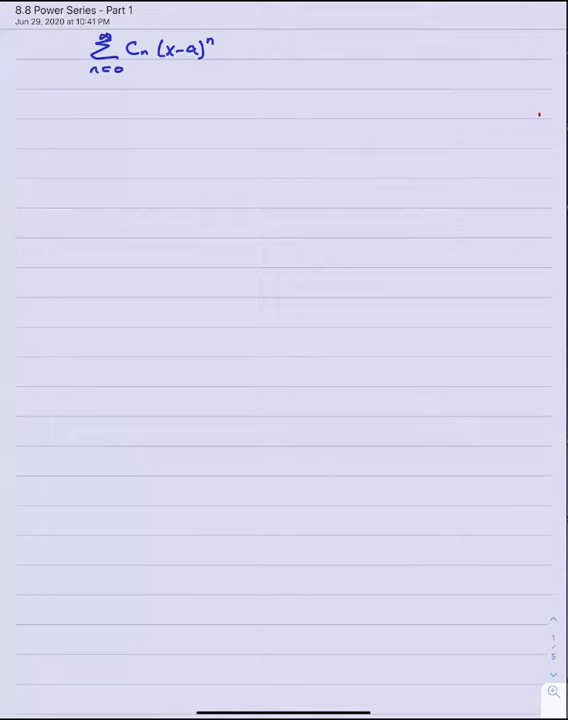 8.8 Power Series - Part 1
Jun 29, 2020 at 10:41 PM
∞
∑ Cn (x-a)^n
n=0
1
/
5